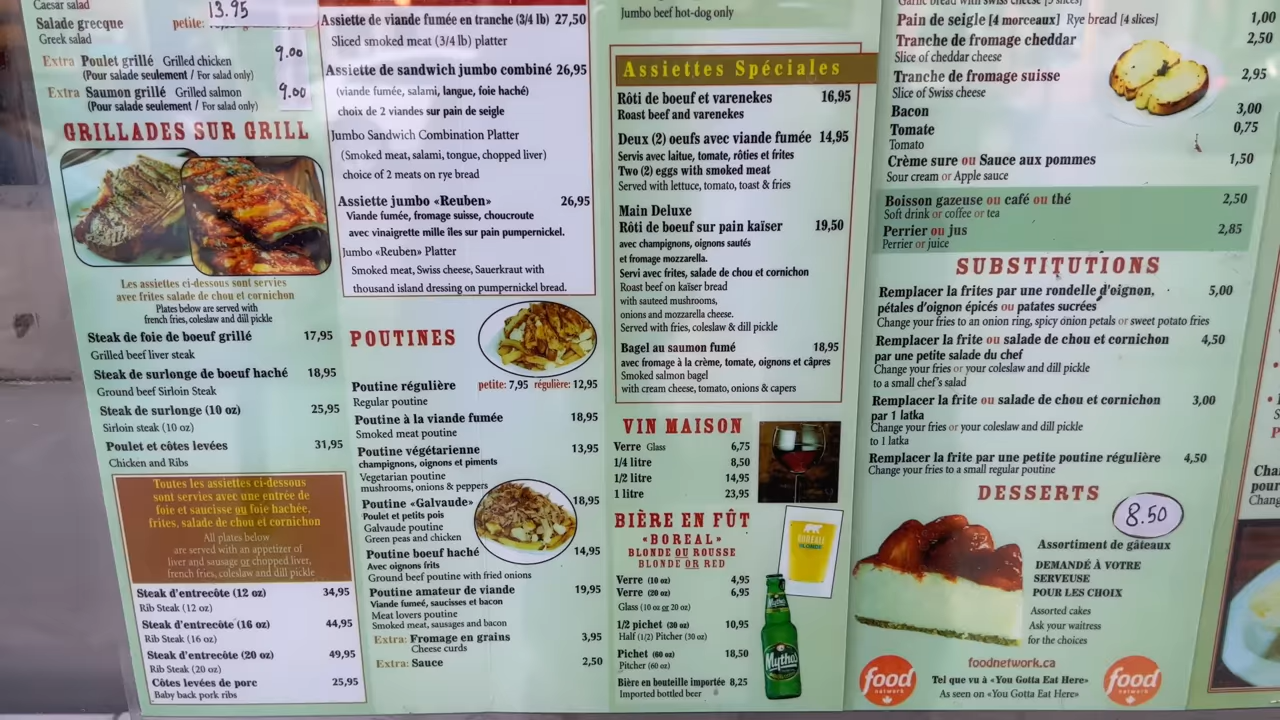 Caesar salad
13.95
Salade grecque petite:
Greek salad
Extra Poulet grillé Grilled chicken 9.00
(Pour salade seulement / For salad only)
Extra Saumon grillé Grilled salmon 9.00
(Pour salade seulement / For salad only)
GRILLADES SUR GRILL
Les assiettes ci-dessous sont servies
avec frites salade de chou et cornichon
Plates below are served with
french fries, coleslaw and dill pickle
Steak de foie de boeuf grillé 17,95
Grilled beef liver steak
Steak de surlonge de boeuf haché 18,95
Ground beef Sirloin Steak
Steak de surlonge (10 oz) 25,95
Sirloin steak (10 oz)
Poulet et côtes levées 31,95
Chicken and Ribs
Toutes les assiettes ci-dessous
sont servies avec une entrée de
foie et saucisse ou foie hachée,
frites, salade de chou et cornichon
All plates below
are served with an appetizer of
liver and sausage or chopped liver,
french fries, coleslaw and dill pickle
Steak d'entrecôte (12 oz) 34,95
Rib Steak (12 oz)
Steak d'entrecôte (16 oz) 44,95
Rib Steak (16 oz)
Steak d'entrecôte (20 oz) 49,95
Rib Steak (20 oz)
Côtes levées de porc 25,95
Baby back pork ribs
Assiette de viande fumée en tranche (3/4 lb) 27,50
Sliced smoked meat (3/4 lb) platter
Assiette de sandwich jumbo combiné 26,95
(viande fumée, salami, langue, foie haché)
choix de 2 viandes sur pain de seigle
Jumbo Sandwich Combination Platter
(Smoked meat, salami, tongue, chopped liver)
choice of 2 meats on rye bread
Assiette jumbo «Reuben» 26,95
Viande fumée, fromage suisse, choucroute
avec vinaigrette mille îles sur pain pumpernickel.
Jumbo «Reuben» Platter
Smoked meat, Swiss cheese, Sauerkraut with
thousand island dressing on pumpernickel bread.
POUTINES
Poutine régulière petite: 7,95 régulière: 12,95
Regular poutine
Poutine à la viande fumée 18,95
Smoked meat poutine
Poutine végétarienne 13,95
champignons, oignons et piments
Vegetarian poutine
mushrooms, onions & peppers
Poutine «Galvaude» 18,95
Poulet et petits pois
Galvaude poutine
Green peas and chicken
Poutine boeuf haché 14,95
Avec oignons frits
Ground beef poutine with fried onions
Poutine amateur de viande 19,95
Viande fumeé, saucisses et bacon
Meat lovers poutine
Smoked meat, sausages and bacon
Extra: Fromage en grains 3,95
Cheese curds
Extra: Sauce 2,50
Jumbo beef hot-dog only
Assiettes Spéciales
Rôti de boeuf et varenekes 16,95
Roast beef and varenekes
Deux (2) oeufs avec viande fumée 14,95
Servis avec laitue, tomate, rôties et frites
Two (2) eggs with smoked meat
Served with lettuce, tomato, toast & fries
Main Deluxe
Rôti de boeuf sur pain kaïser 19,50
avec champignons, oignons sautés
et fromage mozzarella.
Servi avec frites, salade de chou et cornichon
Roast beef on kaïser bread
with sauteed mushrooms,
onions and mozzarella cheese.
Served with fries, coleslaw & dill pickle
Bagel au saumon fumé 18,95
avec fromage à la crème, tomate, oignons et câpres
Smoked salmon bagel
with cream cheese, tomato, onions & capers
VIN MAISON
Verre Glass 6,75
1/4 litre 8,50
1/2 litre 14,95
1 litre 23,95
BIÈRE EN FÛT
«BOREAL»
BLONDE OU ROUSSE
BLONDE OR RED
Verre (10 oz) 4,95
Verre (20 oz) 6,95
Glass (10 oz or 20 oz)
1/2 pichet (30 oz) 10,95
Half (1/2) Pitcher (30 oz)
Pichet (60 oz) 18,50
Pitcher (60 oz)
Bière en bouteille importée 8,25
Imported bottled beer
BOREALE
Mythos
Pain de seigle [4 morceaux] Rye bread [4 slices] 1,00
Tranche de fromage cheddar 2,50
Slice of cheddar cheese
Tranche de fromage suisse 2,95
Slice of Swiss cheese
Bacon 3,00
Tomate 0,75
Tomato
Crème sure ou Sauce aux pommes 1,50
Sour cream or Apple sauce
Boisson gazeuse ou café ou thé 2,50
Soft drink or coffee or tea
Perrier ou jus 2,85
Perrier or juice
SUBSTITUTIONS
Remplacer la frites par une rondelle d'oignon, 5,00
pétales d'oignon épicés ou patates sucrées
Change your fries to an onion ring, spicy onion petals or sweet potato fries
Remplacer la frite ou salade de chou et cornichon 4,50
par une petite salade du chef
Change your fries or your coleslaw and dill pickle
to a small chef's salad
Remplacer la frite ou salade de chou et cornichon 3,00
par 1 latka
Change your fries or your coleslaw and dill pickle
to 1 latka
Remplacer la frite par une petite poutine régulière 4,50
Change your fries to a small regular poutine
DESSERTS
8.50
Assortiment de gâteaux
DEMANDÉ À VOTRE
SERVEUSE
POUR LES CHOIX
Assorted cakes
Ask your waitress
for the choices
foodnetwork.ca
Tel que vu à «You Gotta Eat Here»
As seen on «You Gotta Eat Here»
food
network
food
network
pour